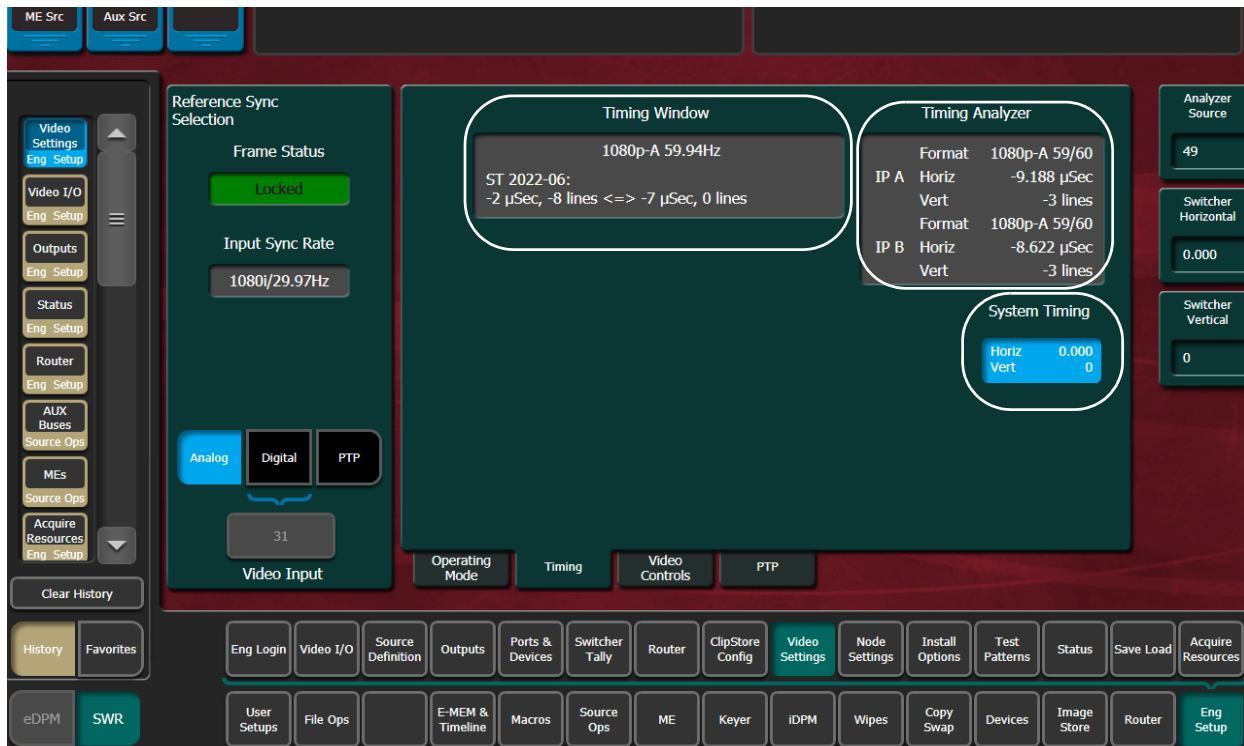 ME Src
Aux Src
Video
Settings
Eng Setup
Video I/O
Eng Setup
Outputs
Eng Setup
Status
Eng Setup
Router
Eng Setup
AUX
Buses
Source Ops
MEs
Source Ops
Acquire
Resources
Eng Setup
Clear History
History
Favorites
eDPM
SWR
Reference Sync
Selection
Frame Status
Locked
Input Sync Rate
1080i/29.97Hz
Analog
Digital
PTP
31
Video Input
Timing Window
1080p-A 59.94Hz
ST 2022-06:
-2 µSec, -8 lines <=> -7 µSec, 0 lines
Timing Analyzer
Format 1080p-A 59/60
IP A Horiz -9.188 µSec
Vert -3 lines
Format 1080p-A 59/60
IP B Horiz -8.622 µSec
Vert -3 lines
System Timing
Horiz 0.000
Vert 0
Analyzer
Source
49
Switcher
Horizontal
0.000
Switcher
Vertical
0
Operating
Mode
Timing
Video
Controls
PTP
Eng Login
Video I/O
Source
Definition
Outputs
Ports &
Devices
Switcher
Tally
Router
ClipStore
Config
Video
Settings
Node
Settings
Install
Options
Test
Patterns
Status
Save Load
Acquire
Resources
User
Setups
File Ops
E-MEM &
Timeline
Macros
Source
Ops
ME
Keyer
iDPM
Wipes
Copy
Swap
Devices
Image
Store
Router
Eng
Setup